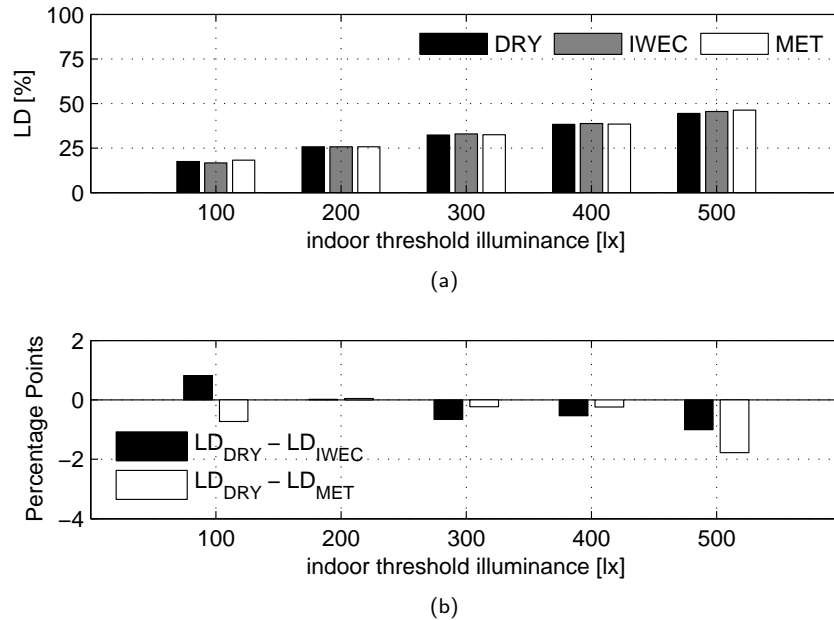 100
75
50
25
0
LD [%]
DRY IWEC MET
100 200 300 400 500
indoor threshold illuminance [lx]
(a)
2
0
−2
−4
Percentage Points
LD_DRY − LD_IWEC
LD_DRY − LD_MET
100 200 300 400 500
indoor threshold illuminance [lx]
(b)